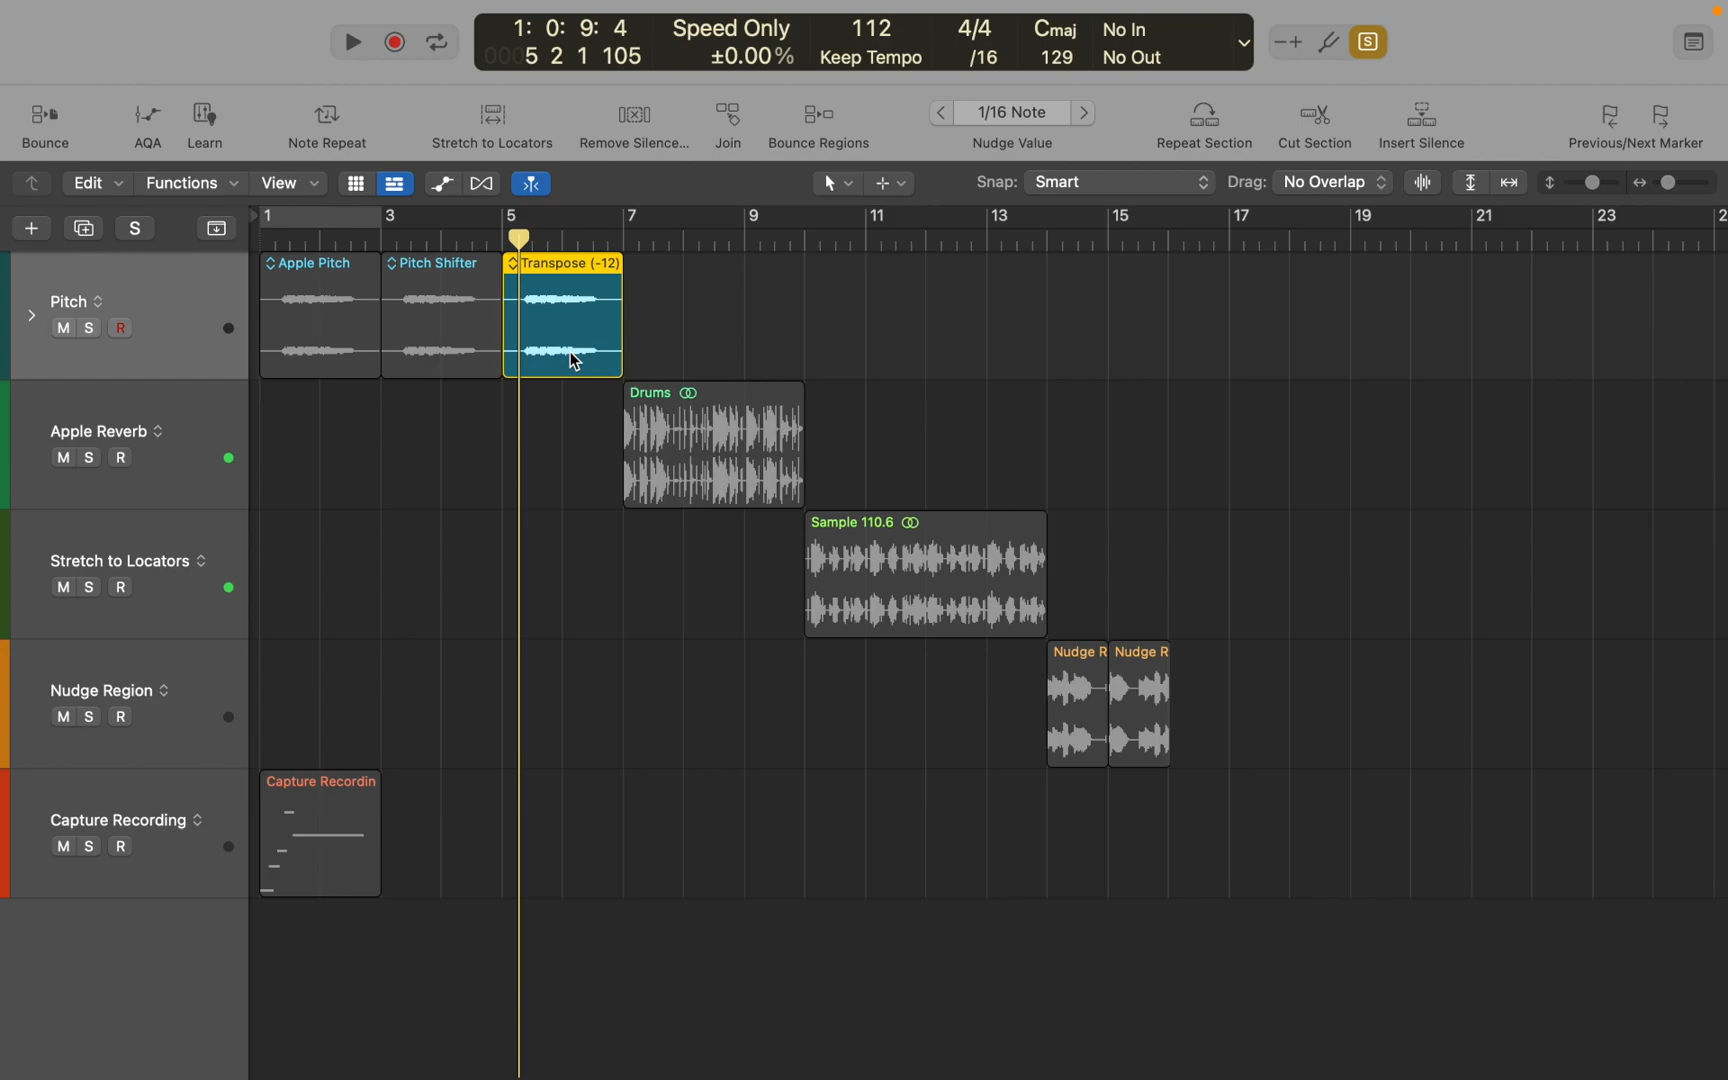 1: 0: 9: 4 Speed Only 112 4/4 Cmaj No In
0005 2 1 105 ±0.00% Keep Tempo /16 129 No Out
S
Bounce AQA Learn Note Repeat Stretch to Locators Remove Silence... Join Bounce Regions
1/16 Note
Nudge Value
Repeat Section Cut Section Insert Silence Previous/Next Marker
Edit Functions View Snap: Smart Drag: No Overlap
S
1 3 5 7 9 11 13 15 17 19 21 23 2
Apple Pitch Pitch Shifter Transpose (-12)
Pitch
M S R
Drums
Apple Reverb
M S R
Sample 110.6
Stretch to Locators
M S R
Nudge R Nudge R
Nudge Region
M S R
Capture Recordin
Capture Recording
M S R